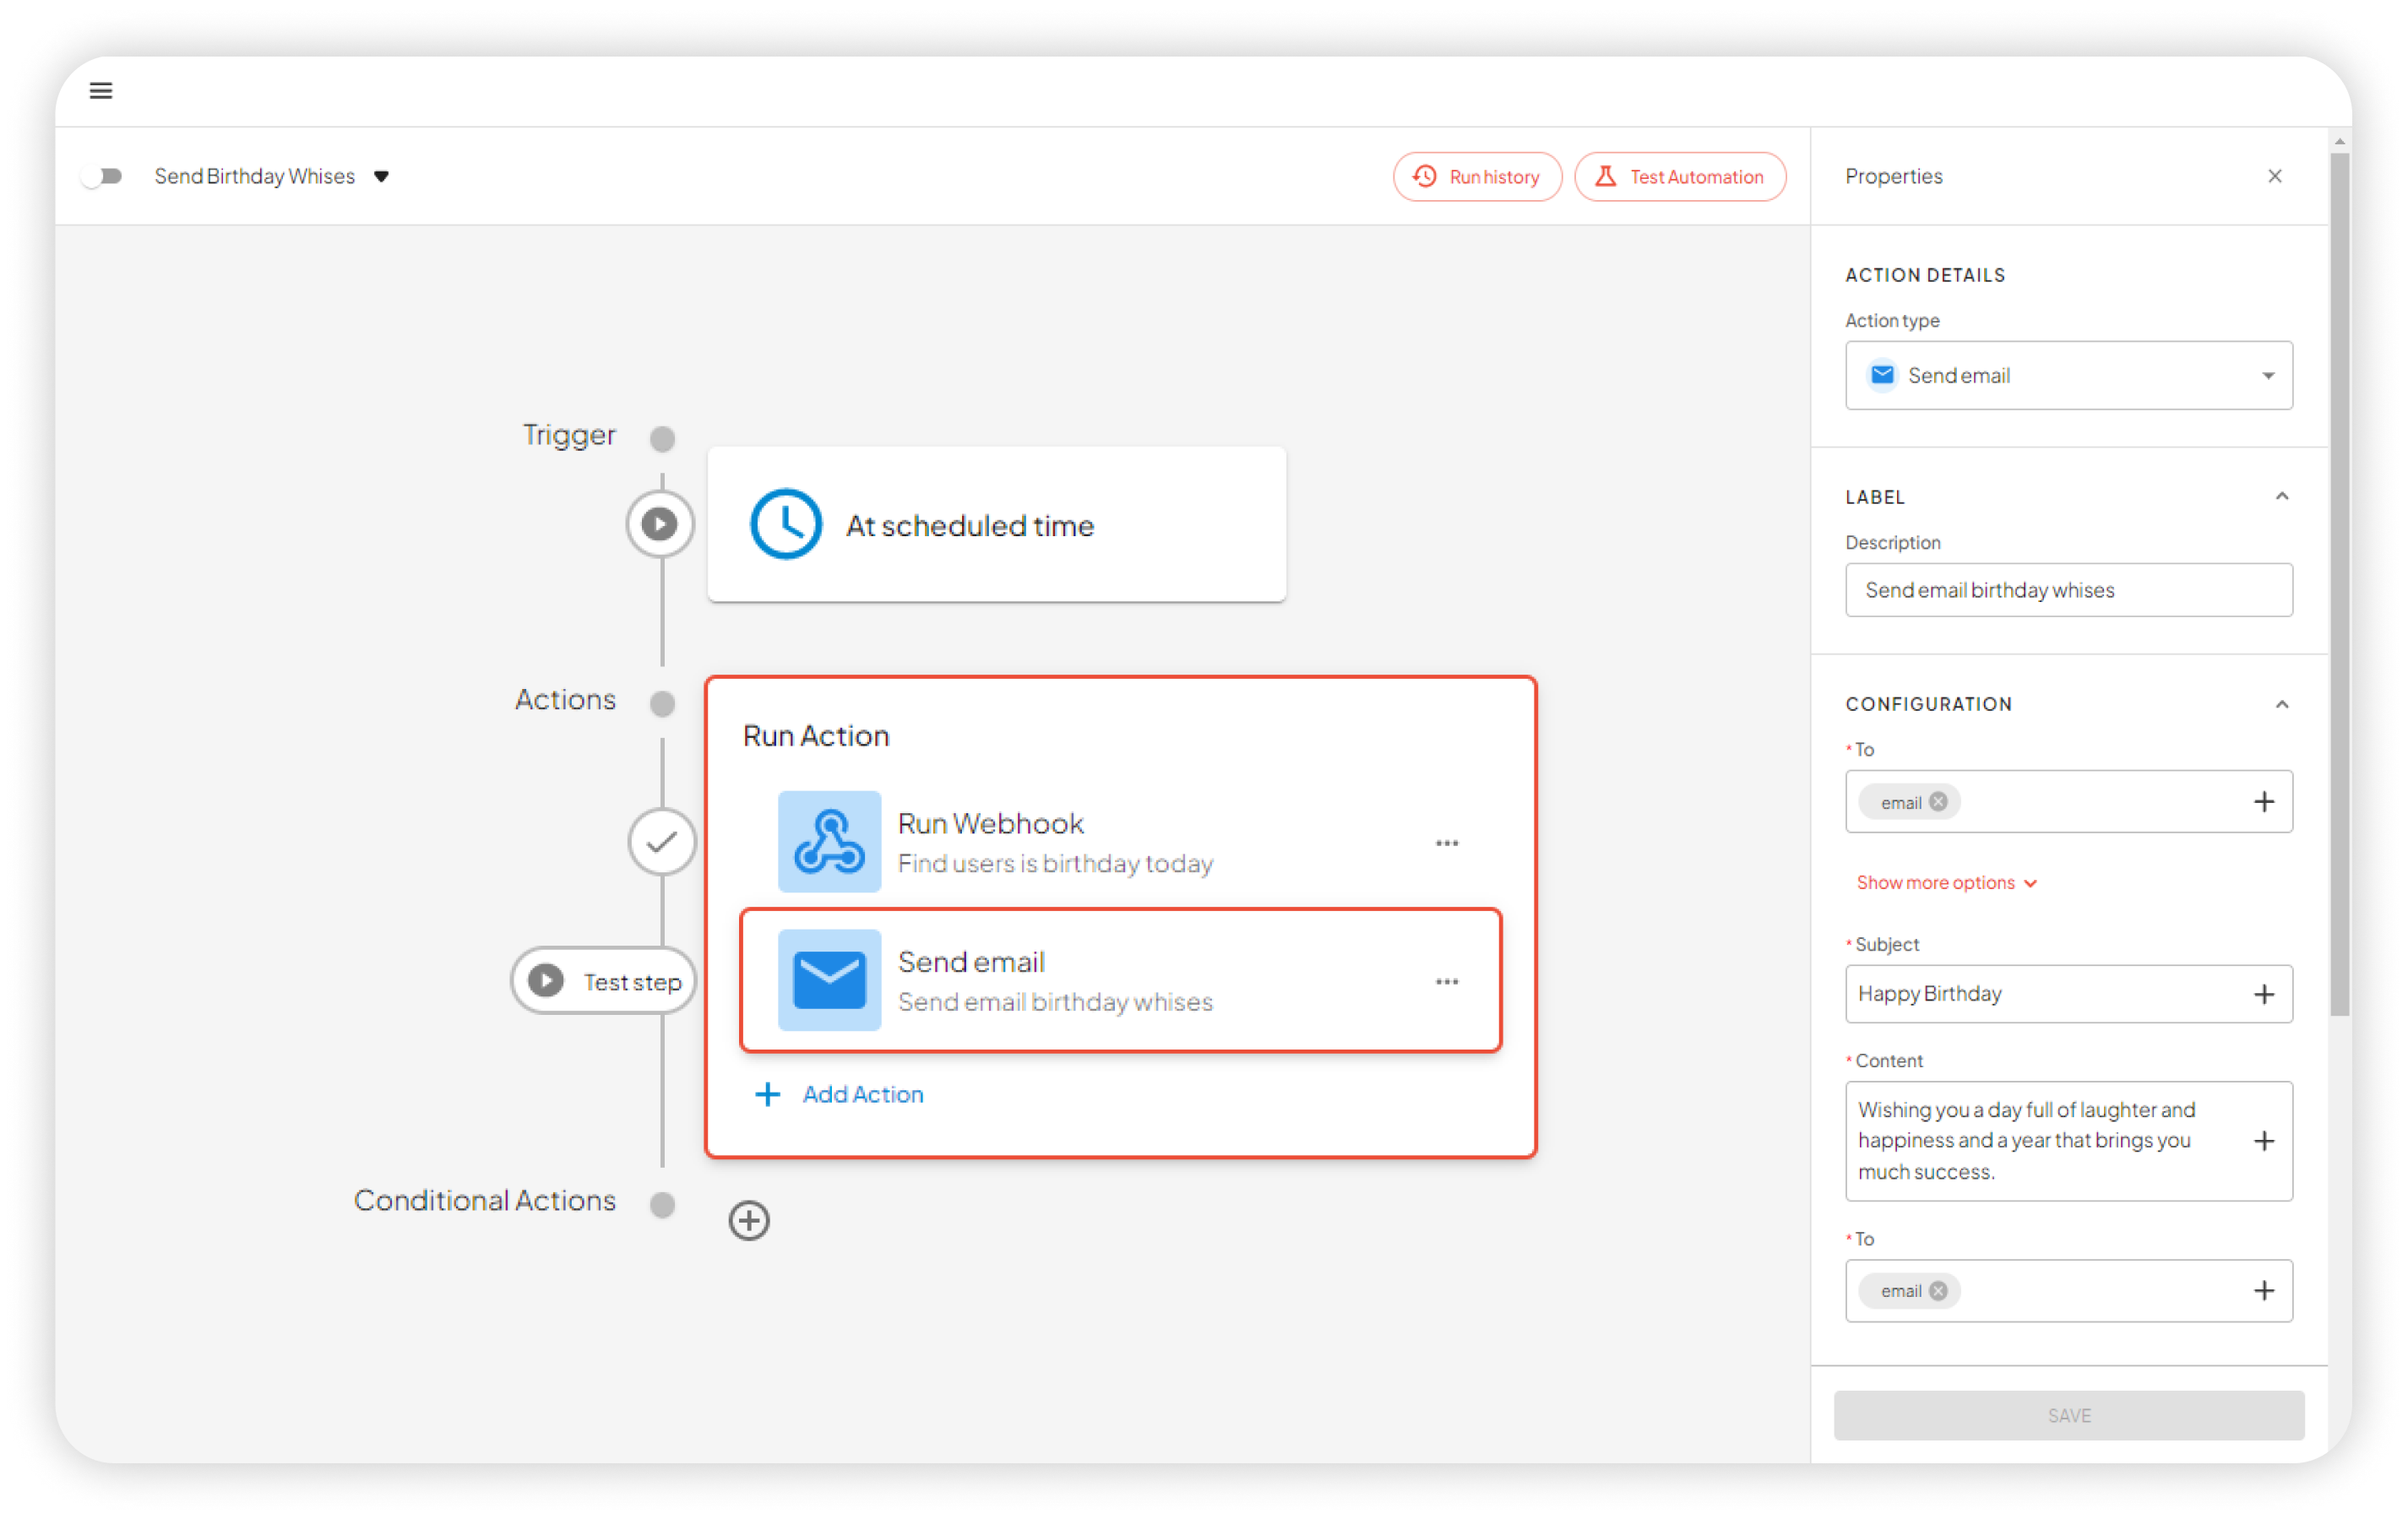 Send Birthday Whises
Run history
Test Automation
Trigger
At scheduled time
Actions
Run Action
Run Webhook
Find users is birthday today
Test step
Send email
Send email birthday whises
Add Action
Conditional Actions
Properties
ACTION DETAILS
Action type
Send email
LABEL
Description
Send email birthday whises
CONFIGURATION
* To
email
Show more options
* Subject
Happy Birthday
* Content
Wishing you a day full of laughter and
happiness and a year that brings you
much success.
* To
email
SAVE